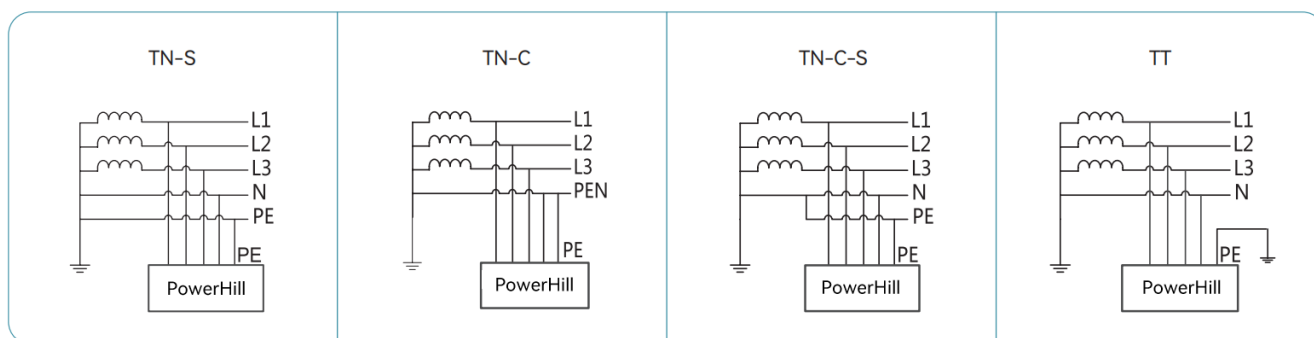 TN-S
L1
L2
L3
N
PE
PE
PowerHill
TN-C
L1
L2
L3
PEN
PE
PowerHill
TN-C-S
L1
L2
L3
N
PE
PE
PowerHill
TT
L1
L2
L3
N
PE
PowerHill